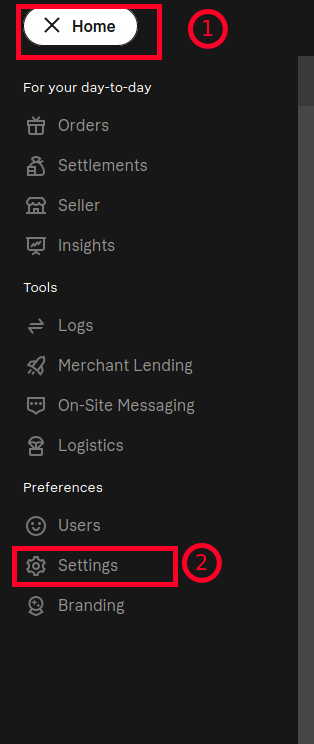 Home
1
For your day-to-day
Orders
Settlements
Seller
Insights
Tools
Logs
Merchant Lending
On-Site Messaging
Logistics
Preferences
Users
Settings
2
Branding